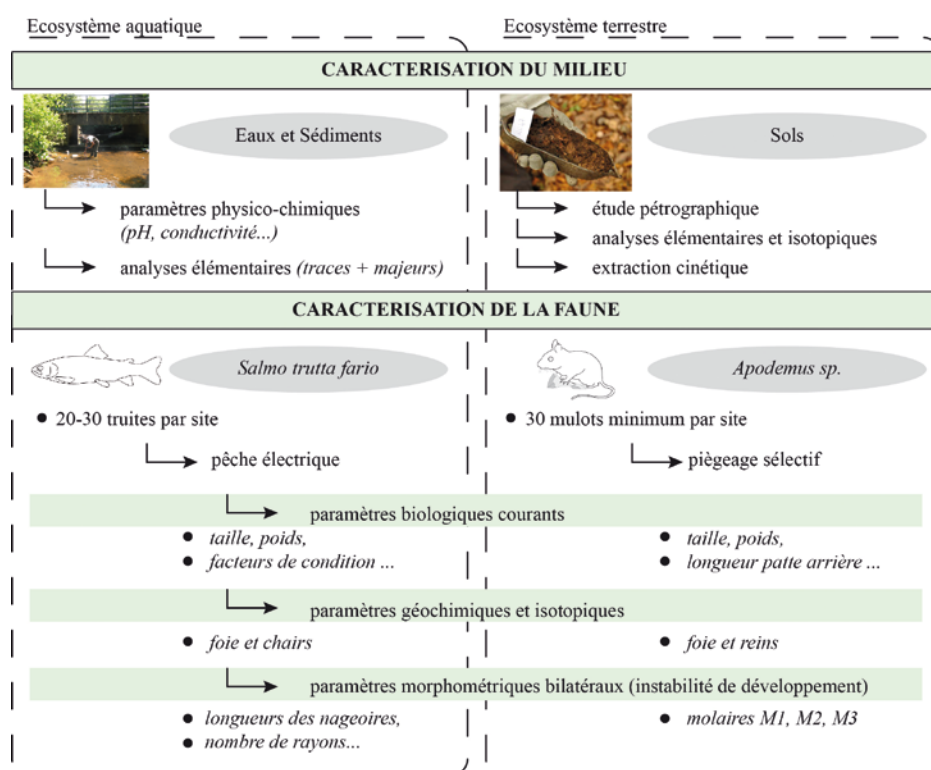 Ecosystème aquatique
Ecosystème terrestre
CARACTERISATION DU MILIEU
Eaux et Sédiments
Sols
paramètres physico-chimiques
(pH, conductivité...)
analyses élémentaires (traces + majeurs)
étude pétrographique
analyses élémentaires et isotopiques
extraction cinétique
CARACTERISATION DE LA FAUNE
Salmo trutta fario
Apodemus sp.
● 20-30 truites par site
● 30 mulots minimum par site
pêche électrique
piègeage sélectif
paramètres biologiques courants
● taille, poids,
● facteurs de condition ...
● taille, poids,
● longueur patte arrière ...
paramètres géochimiques et isotopiques
● foie et chairs
● foie et reins
paramètres morphométriques bilatéraux (instabilité de développement)
● longueurs des nageoires,
● nombre de rayons...
● molaires M1, M2, M3